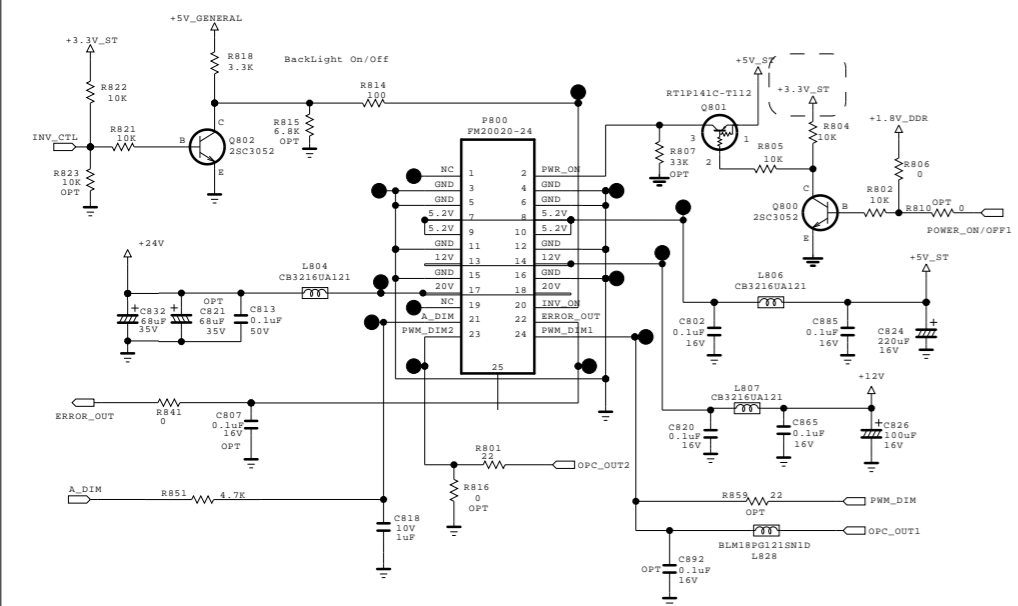 +5V_GENERAL
+3.3V_ST
R818
3.3K
BackLight On/Off
R822
10K
R814
100
R815
6.8K
OPT
INV_CTL
R821
10K
B
C
E
Q802
2SC3052
R823
10K
OPT
P800
FM20020-24
NC 1 2 PWR_ON
GND 3 4 GND
GND 5 6 GND
5.2V 7 8 5.2V
5.2V 9 10 5.2V
GND 11 12 GND
12V 13 14 12V
GND 15 16 GND
20V 17 18 20V
NC 19 20 INV_ON
A_DIM 21 22 ERROR_OUT
PWM_DIM2 23 24 PWM_DIM1
25
+5V_ST
RT1P141C-T112
Q801
3
1
2
+3.3V_ST
R804
10K
R807
33K
OPT
R805
10K
+1.8V_DDR
R806
0
Q800
2SC3052
C
B
E
R802
10K
R810
OPT
0
POWER_ON/OFF1
+24V
L804
CB3216UA121
C832
68uF
35V
OPT
C821
68uF
35V
C813
0.1uF
50V
+5V_ST
L806
CB3216UA121
C802
0.1uF
16V
C885
0.1uF
16V
C824
220uF
16V
+12V
L807
CB3216UA121
C820
0.1uF
16V
C865
0.1uF
16V
C826
100uF
16V
ERROR_OUT
R841
0
C807
0.1uF
16V
OPT
R801
22
OPC_OUT2
R816
0
OPT
A_DIM
R851
4.7K
C818
10V
1uF
R859
22
OPT
PWM_DIM
OPC_OUT1
BLM18PG121SN1D
L828
C892
0.1uF
16V
OPT